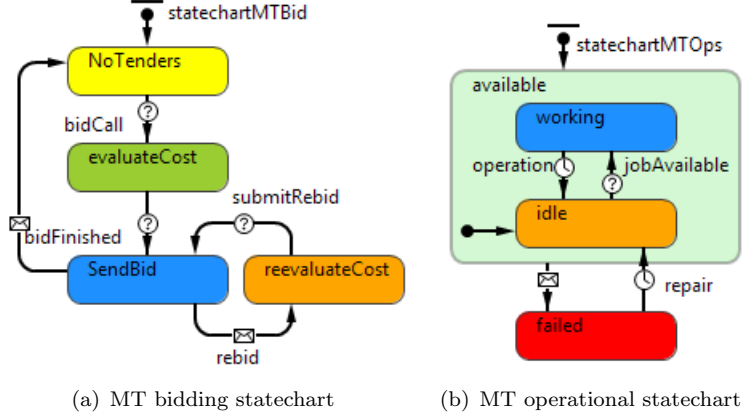 statechartMTBid
NoTenders
bidCall
evaluateCost
submitRebid
bidFinished
SendBid
reevaluateCost
rebid
(a) MT bidding statechart
statechartMTOps
available
working
operation
jobAvailable
idle
repair
failed
(b) MT operational statechart